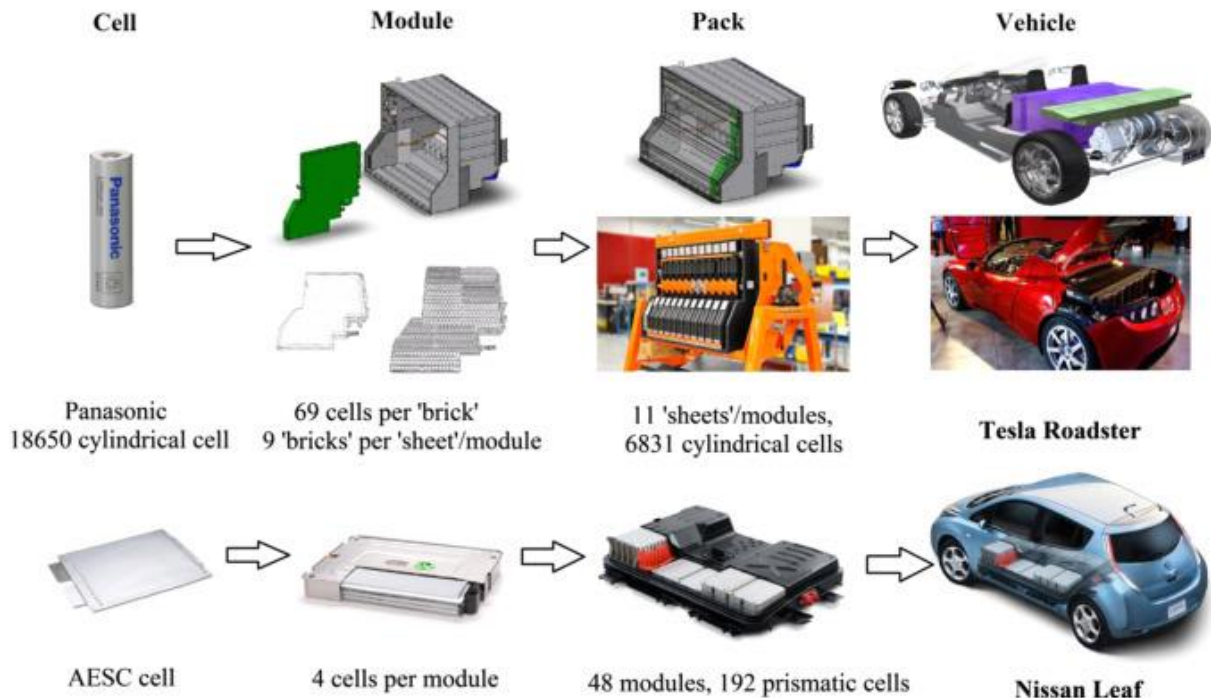 Cell
Module
Pack
Vehicle
Panasonic
Panasonic
18650 cylindrical cell
69 cells per 'brick'
9 'bricks' per 'sheet'/module
11 'sheets'/modules,
6831 cylindrical cells
Tesla Roadster
AESC cell
4 cells per module
48 modules, 192 prismatic cells
Nissan Leaf